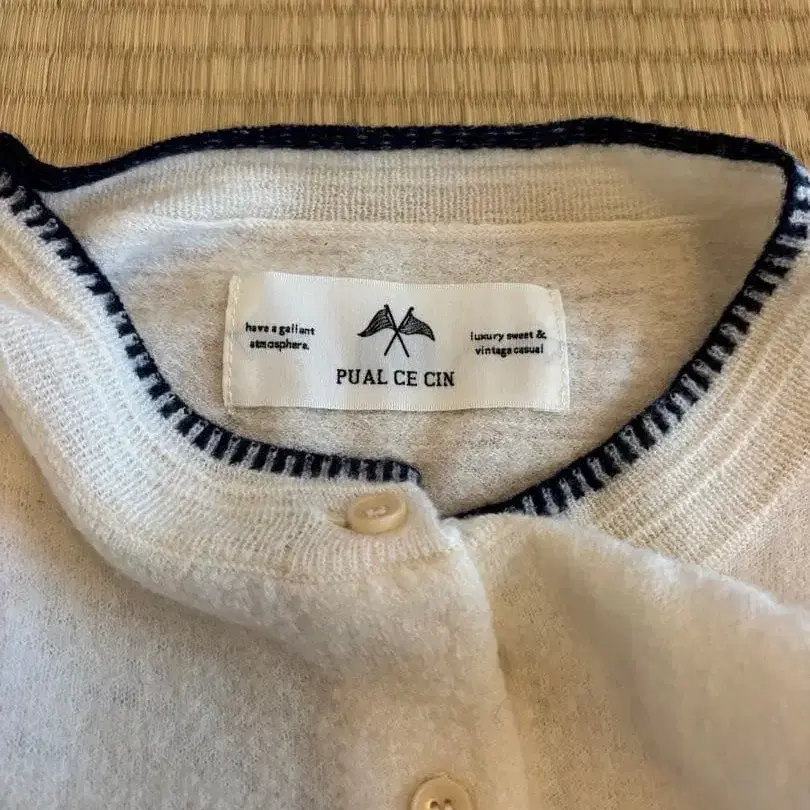 have a gallant
atmosphere.
luxury sweet &
vintage casual
PUAL CE CIN